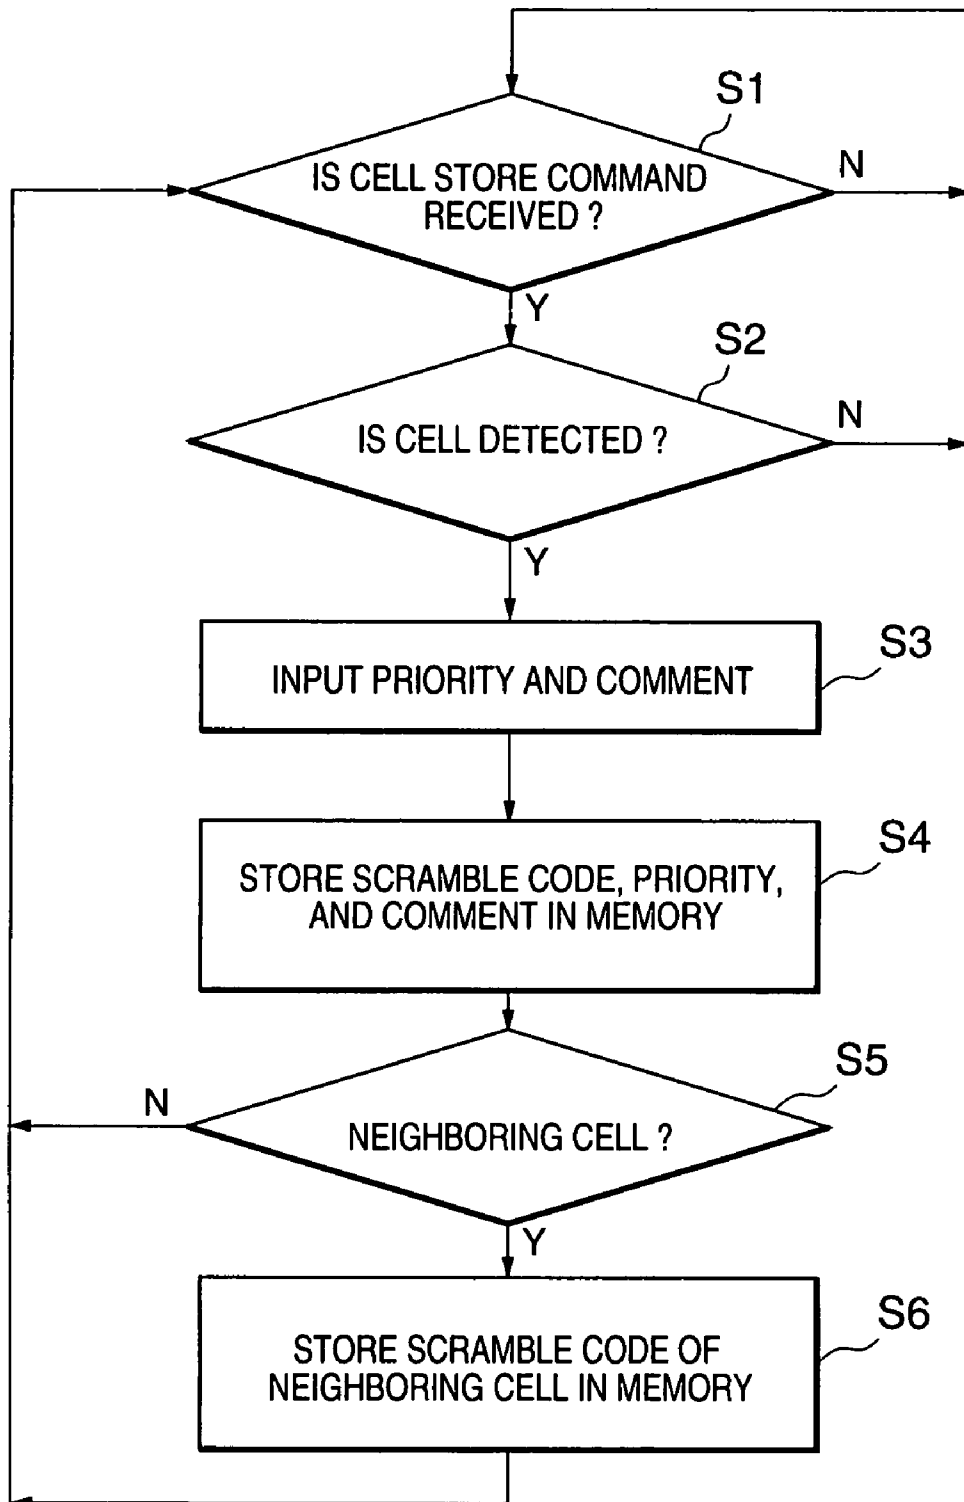 S1
IS CELL STORE COMMAND
RECEIVED ?
N
Y
S2
IS CELL DETECTED ?
N
Y
S3
INPUT PRIORITY AND COMMENT
S4
STORE SCRAMBLE CODE, PRIORITY,
AND COMMENT IN MEMORY
S5
N
NEIGHBORING CELL ?
Y
S6
STORE SCRAMBLE CODE OF
NEIGHBORING CELL IN MEMORY